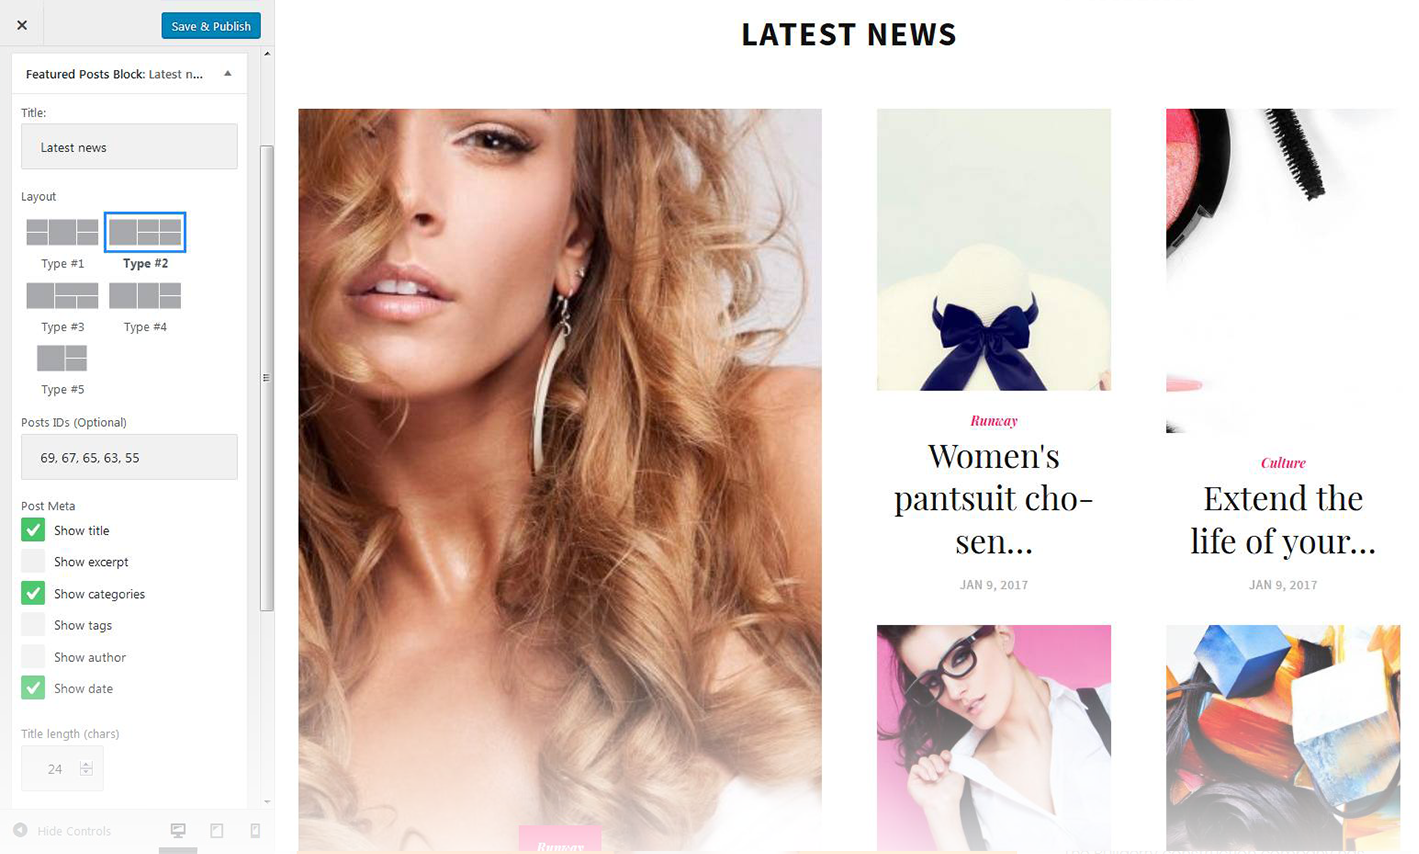 Save & Publish
Featured Posts Block: Latest n...
Title:
Latest news
Layout
Type #1
Type #2
Type #3
Type #4
Type #5
Posts IDs (Optional)
69, 67, 65, 63, 55
Post Meta
Show title
Show excerpt
Show categories
Show tags
Show author
Show date
Title length (chars)
24
Hide Controls
LATEST NEWS
Runway
Runway
Women's
pantsuit cho-
sen...
JAN 9, 2017
Culture
Extend the
life of your...
JAN 9, 2017